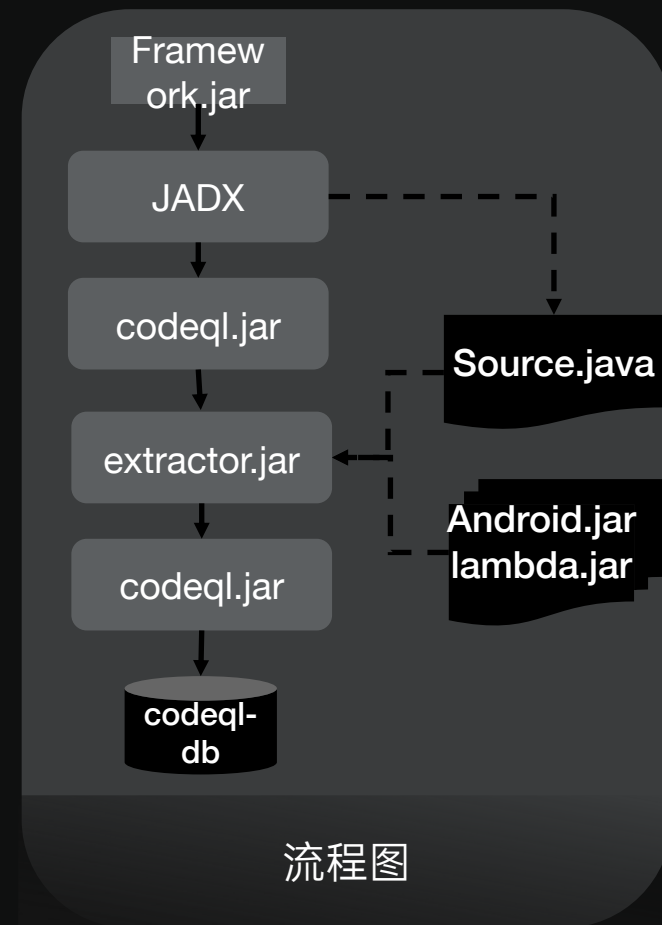 Framew
ork.jar
JADX
codeql.jar
Source.java
extractor.jar
Android.jar
lambda.jar
codeql.jar
codeql-
db
流程图